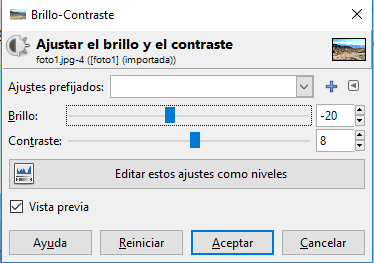 Brillo-Contraste
Ajustar el brillo y el contraste
foto1.jpg-4 ([foto1] (importada))
Ajustes prefijados:
Brillo: -20
Contraste: 8
Editar estos ajustes como niveles
Vista previa
Ayuda Reiniciar Aceptar Cancelar